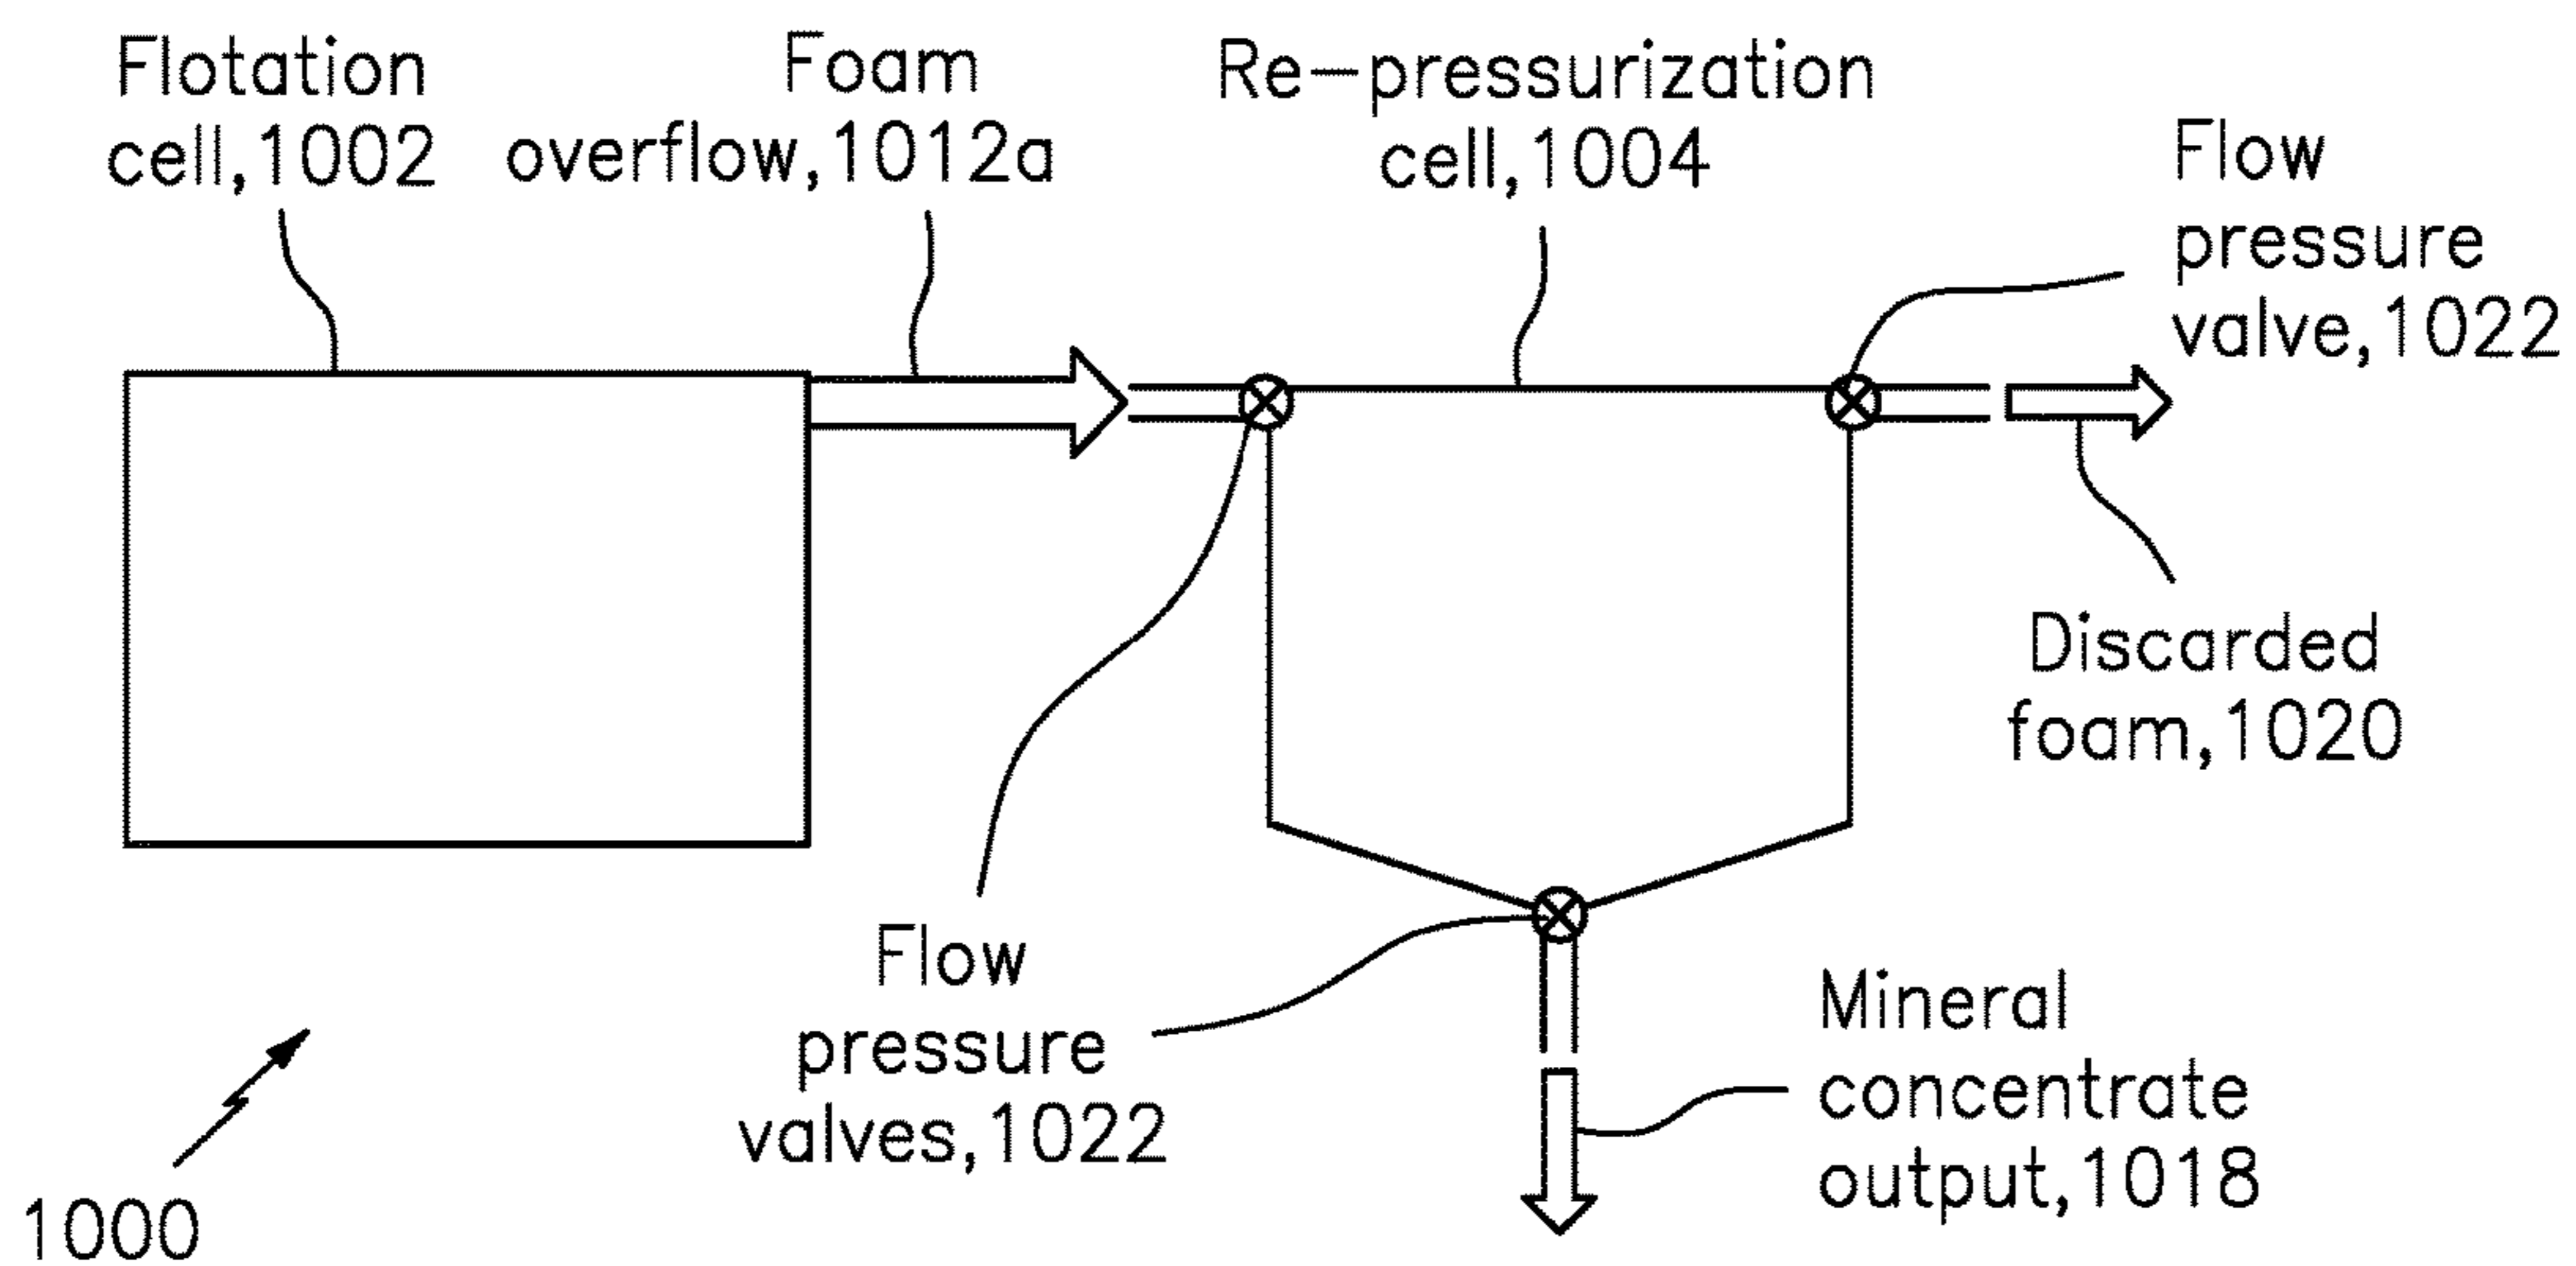 Flotation
cell,1002
Foam
overflow,1012a
Re-pressurization
cell,1004
Flow
pressure
valve,1022
Discarded
foam,1020
Flow
pressure
valves,1022
Mineral
concentrate
output,1018
1000